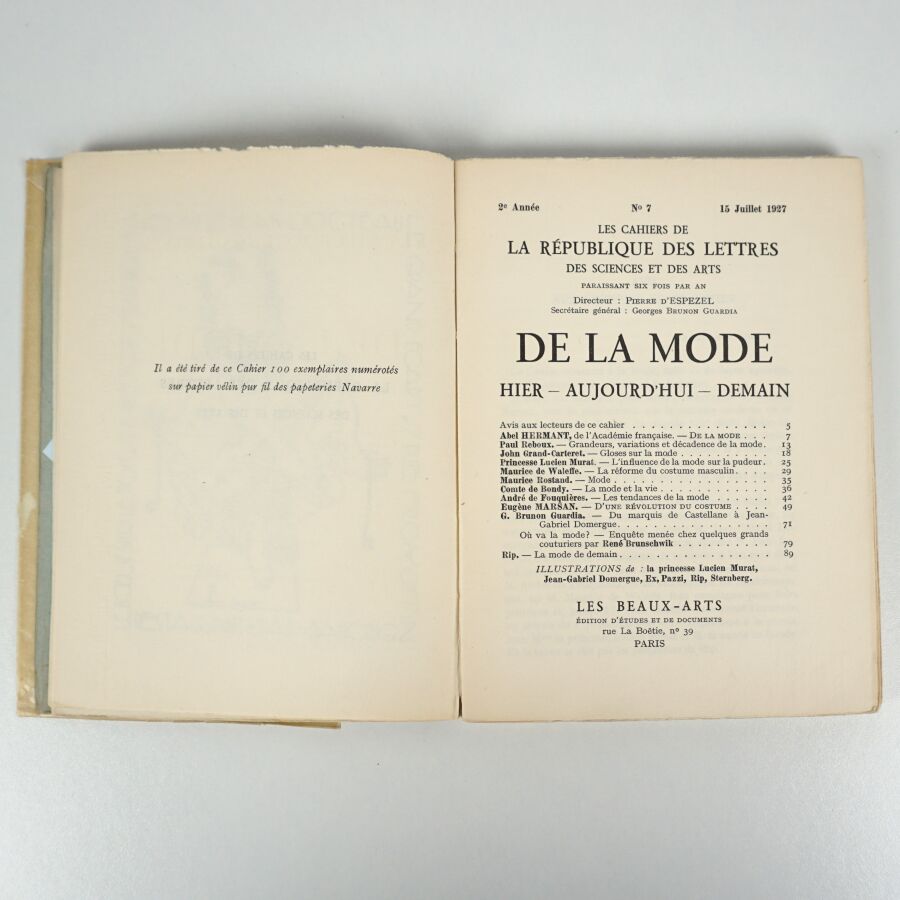 Il a été tiré de ce Cahier 100 exemplaires numérotés
sur papier vélin pur fil des papeteries Navarre
2e Année No 7 15 Juillet 1927
LES CAHIERS DE
LA RÉPUBLIQUE DES LETTRES
DES SCIENCES ET DES ARTS
PARAISSANT SIX FOIS PAR AN
Directeur : PIERRE D'ESPEZEL
Secrétaire général : GEORGES BRUNON GUARDIA
DE LA MODE
HIER – AUJOURD'HUI – DEMAIN
Avis aux lecteurs de ce cahier . . . . . . . . . . . . . . . 5
Abel HERMANT, de l'Académie française. — DE LA MODE . . . 7
Paul Reboux. — Grandeurs, variations et décadence de la mode. 13
John Grand-Carteret. — Gloses sur la mode . . . . . . . . . . 18
Princesse Lucien Murat. — L'influence de la mode sur la pudeur. 25
Maurice de Waleffe. — La réforme du costume masculin. . . . 29
Maurice Rostand. — Mode . . . . . . . . . . . . . . . . . 35
Comte de Bondy. — La mode et la vie . . . . . . . . . . . . 36
André de Fouquières. — Les tendances de la mode . . . . . . 42
Eugène MARSAN. — D'UNE RÉVOLUTION DU COSTUME . . . . 49
G. Brunon Guardia. — Du marquis de Castellane à Jean-
Gabriel Domergue. . . . . . . . . . . . . . . . . 71
Où va la mode? — Enquête menée chez quelques grands
couturiers par René Brunschwik . . . . . . . . . . 79
Rip. — La mode de demain . . . . . . . . . . . . . . . . . 89
ILLUSTRATIONS de : la princesse Lucien Murat,
Jean-Gabriel Domergue, Ex, Pazzi, Rip, Sternberg.
LES BEAUX-ARTS
ÉDITION D'ÉTUDES ET DE DOCUMENTS
rue La Boëtie, no 39
PARIS